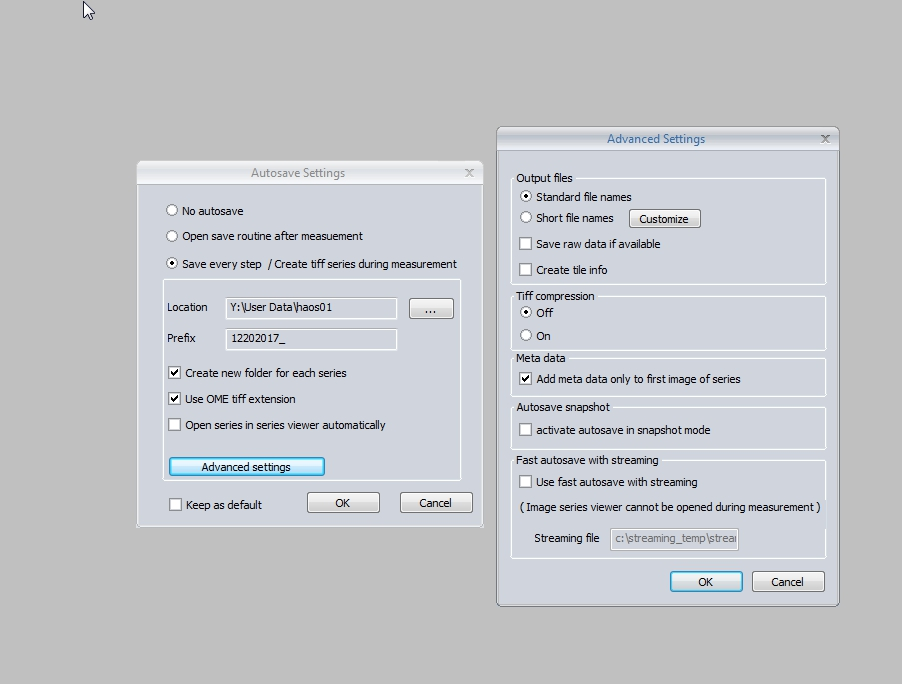 Autosave Settings
No autosave
Open save routine after measuement
Save every step / Create tiff series during measurement
Location Y:\User Data\haos01 ...
Prefix 12202017_
Create new folder for each series
Use OME tiff extension
Open series in series viewer automatically
Advanced settings
Keep as default OK Cancel
Advanced Settings
Output files
Standard file names
Short file names Customize
Save raw data if available
Create tile info
Tiff compression
Off
On
Meta data
Add meta data only to first image of series
Autosave snapshot
activate autosave in snapshot mode
Fast autosave with streaming
Use fast autosave with streaming
( Image series viewer cannot be opened during measurement )
Streaming file c:\streaming_temp\strea
OK Cancel